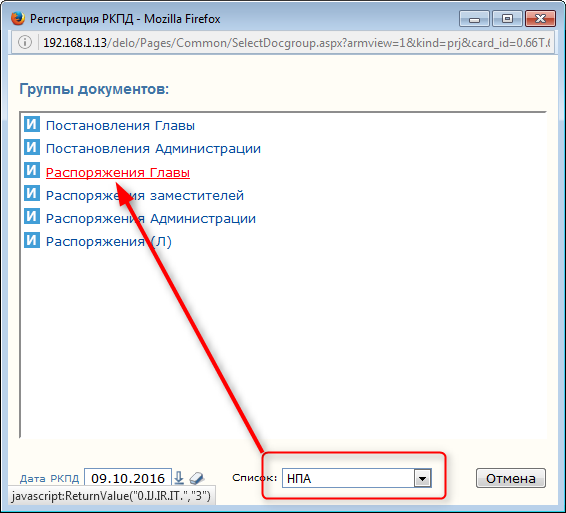 Регистрация РКПД - Mozilla Firefox
192.168.1.13/delo/Pages/Common/SelectDocgroup.aspx?armview=1&kind=prj&card_id=0.66T.
Группы документов:
И Постановления Главы
И Постановления Администрации
И Распоряжения Главы
И Распоряжения заместителей
И Распоряжения Администрации
И Распоряжения (Л)
Дата РКПД 09.10.2016 Список: НПА Отмена
javascript:ReturnValue("0.IJ.IR.IT.","3")